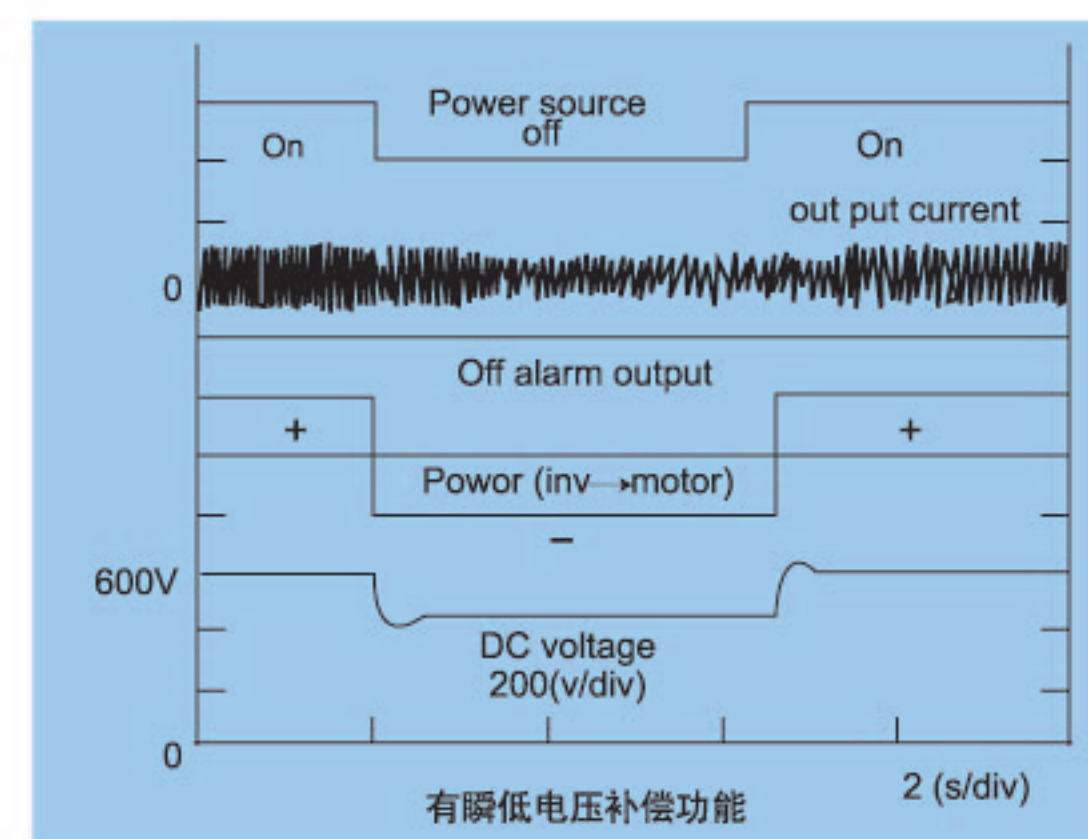 Power source
off
On
On
out put current
0
Off alarm output
+
+
Powor (inv→motor)
−
600V
DC voltage
200(v/div)
0
2 (s/div)
有瞬低电压补偿功能